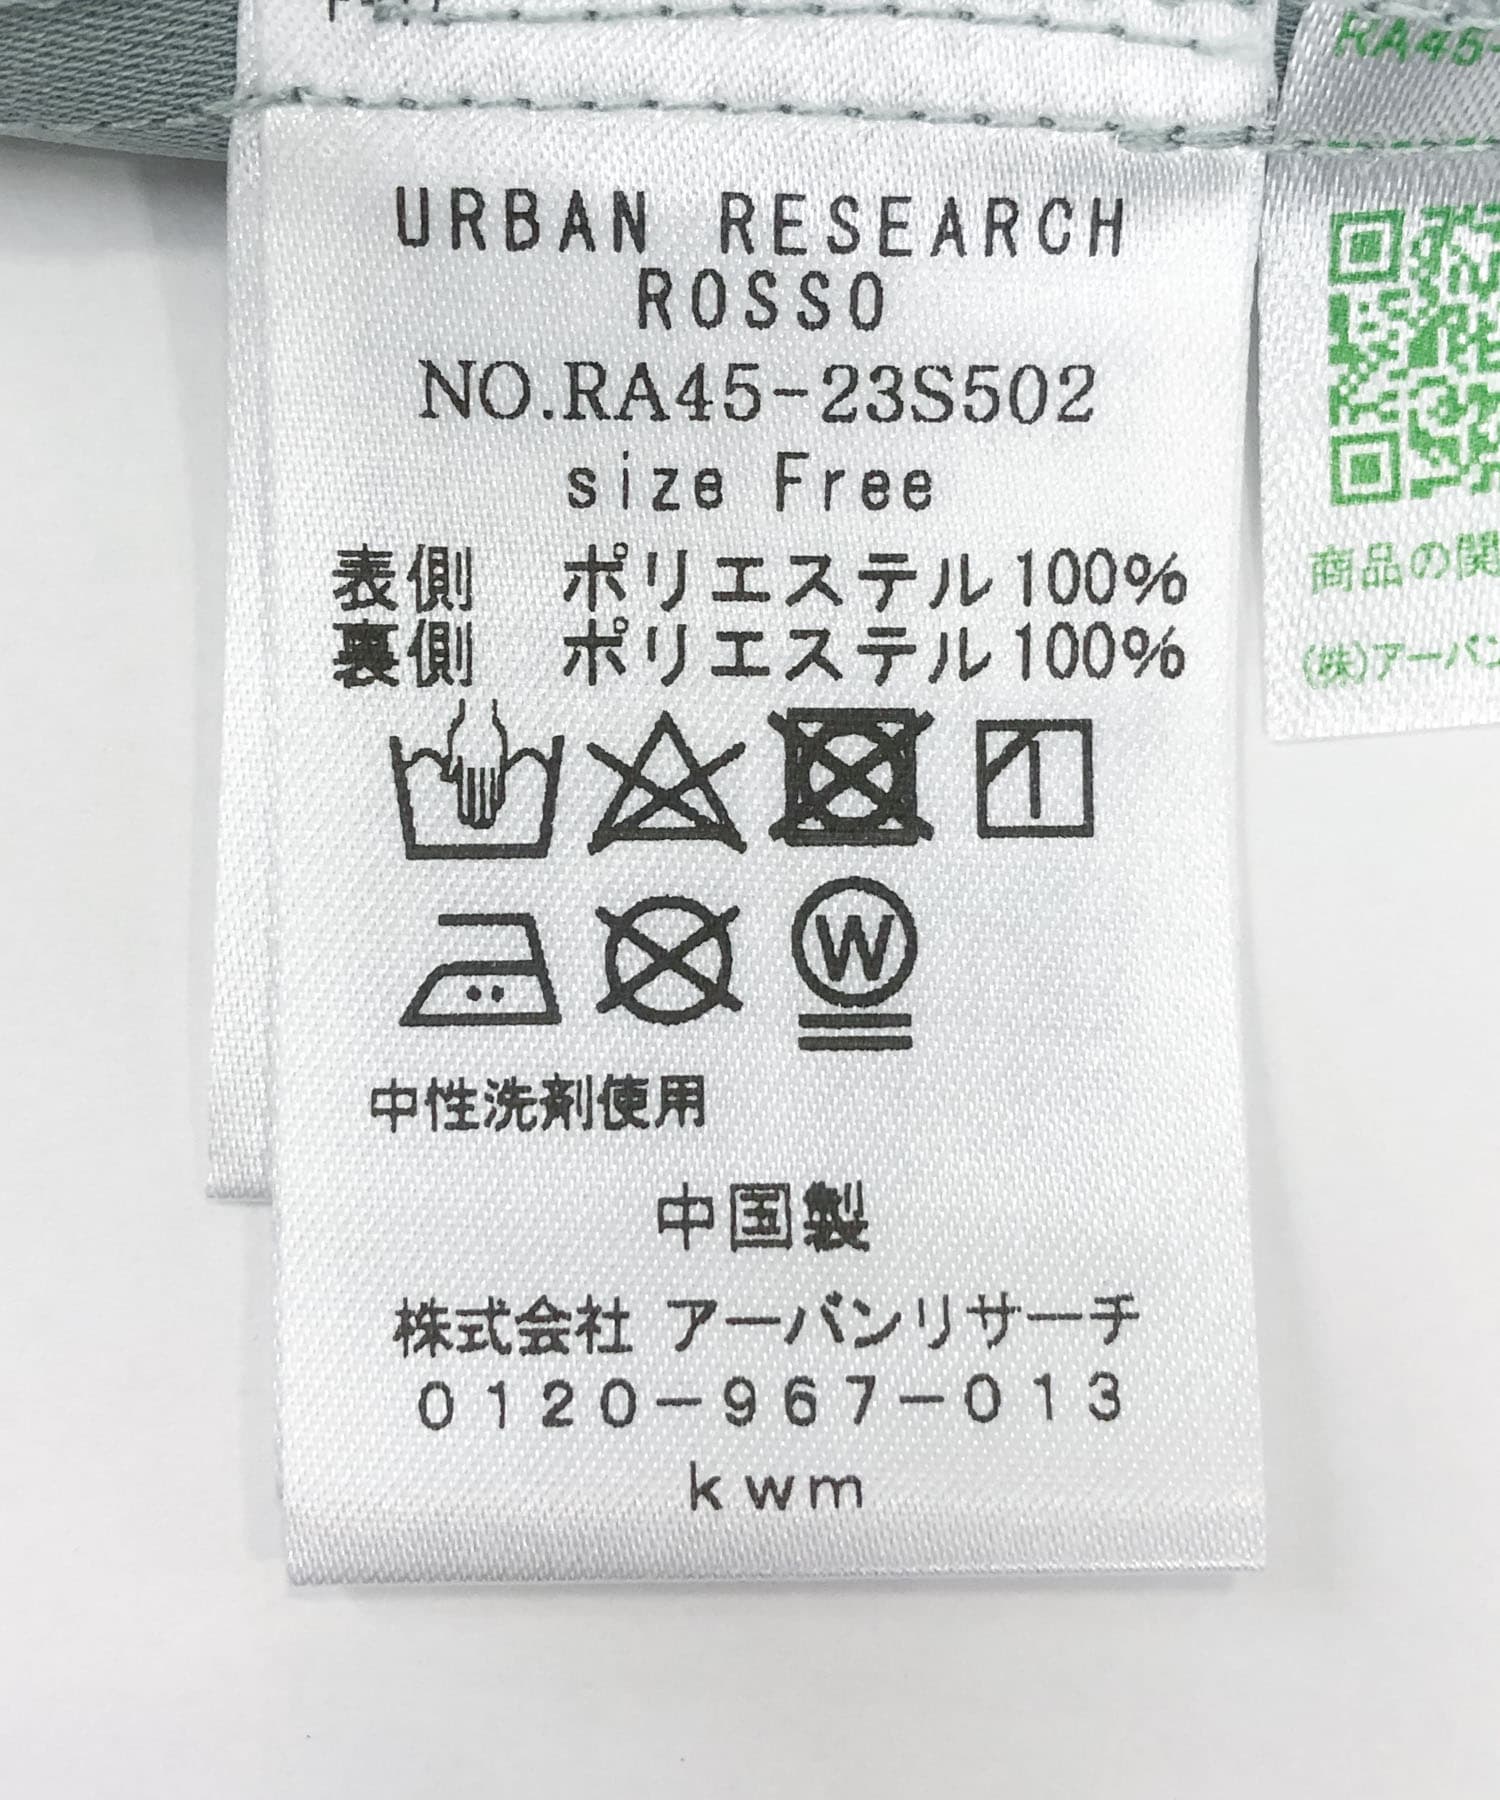 URBAN RESEARCH
ROSSO
NO.RA45-23S502
size Free
表側 ポリエステル100%
裏側 ポリエステル100%
W
中性洗剤使用
中国製
株式会社 アーバンリサーチ
0120-967-013
kwm
RA45-
商品の関
(株)アーバン